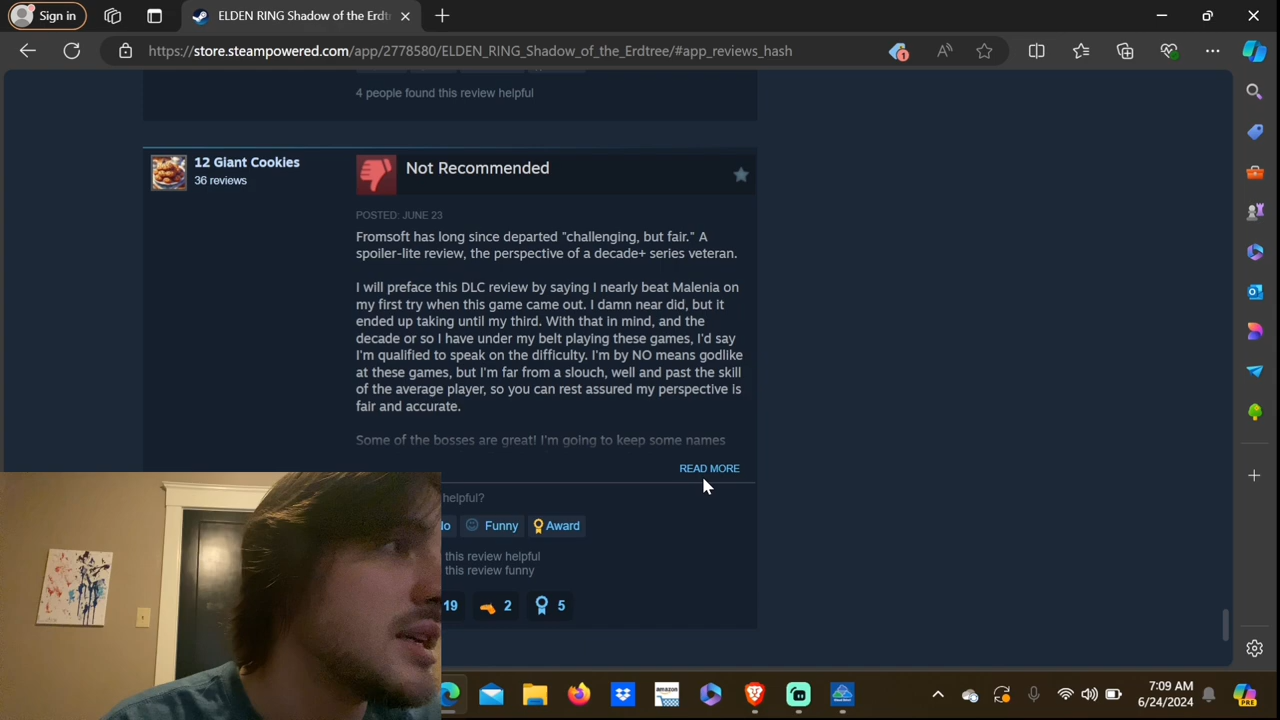 Sign in
ELDEN RING Shadow of the Erdt
https://store.steampowered.com/app/2778580/ELDEN_RING_Shadow_of_the_Erdtree/#app_reviews_hash
1
4 people found this review helpful
12 Giant Cookies
36 reviews
Not Recommended
POSTED: JUNE 23
Fromsoft has long since departed "challenging, but fair." A
spoiler-lite review, the perspective of a decade+ series veteran.
I will preface this DLC review by saying I nearly beat Malenia on
my first try when this game came out. I damn near did, but it
ended up taking until my third. With that in mind, and the
decade or so I have under my belt playing these games, I'd say
I'm qualified to speak on the difficulty. I'm by NO means godlike
at these games, but I'm far from a slouch, well and past the skill
of the average player, so you can rest assured my perspective is
fair and accurate.
Some of the bosses are great! I'm going to keep some names
READ MORE
helpful?
No
Funny
Award
this review helpful
this review funny
19
2
5
amazon
7:09 AM
6/24/2024
PRE